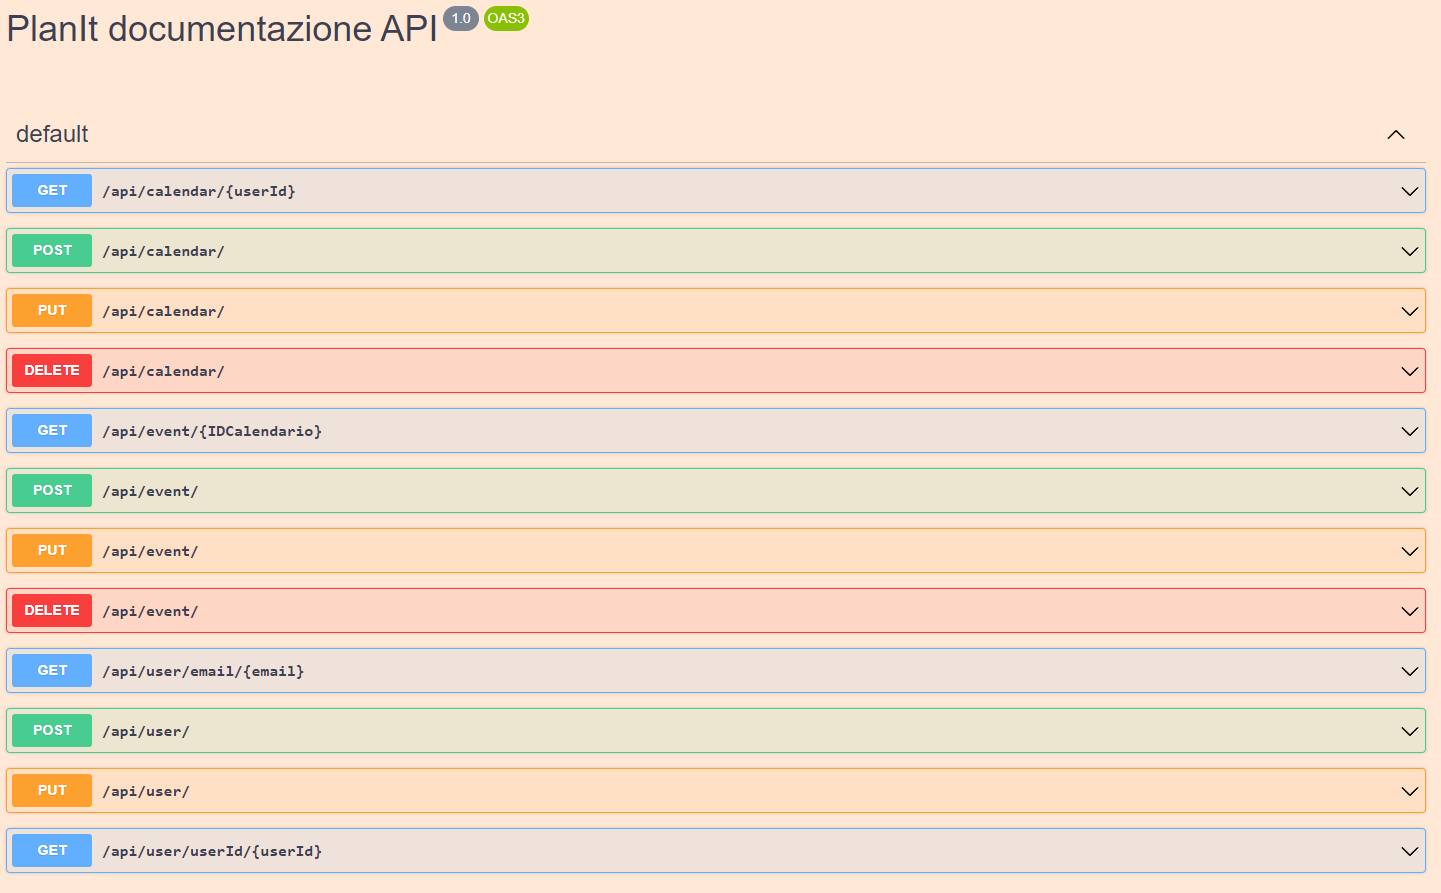 PlanIt documentazione API 1.0 OAS3
default
GET /api/calendar/{userId}
POST /api/calendar/
PUT /api/calendar/
DELETE /api/calendar/
GET /api/event/{IDCalendario}
POST /api/event/
PUT /api/event/
DELETE /api/event/
GET /api/user/email/{email}
POST /api/user/
PUT /api/user/
GET /api/user/userId/{userId}